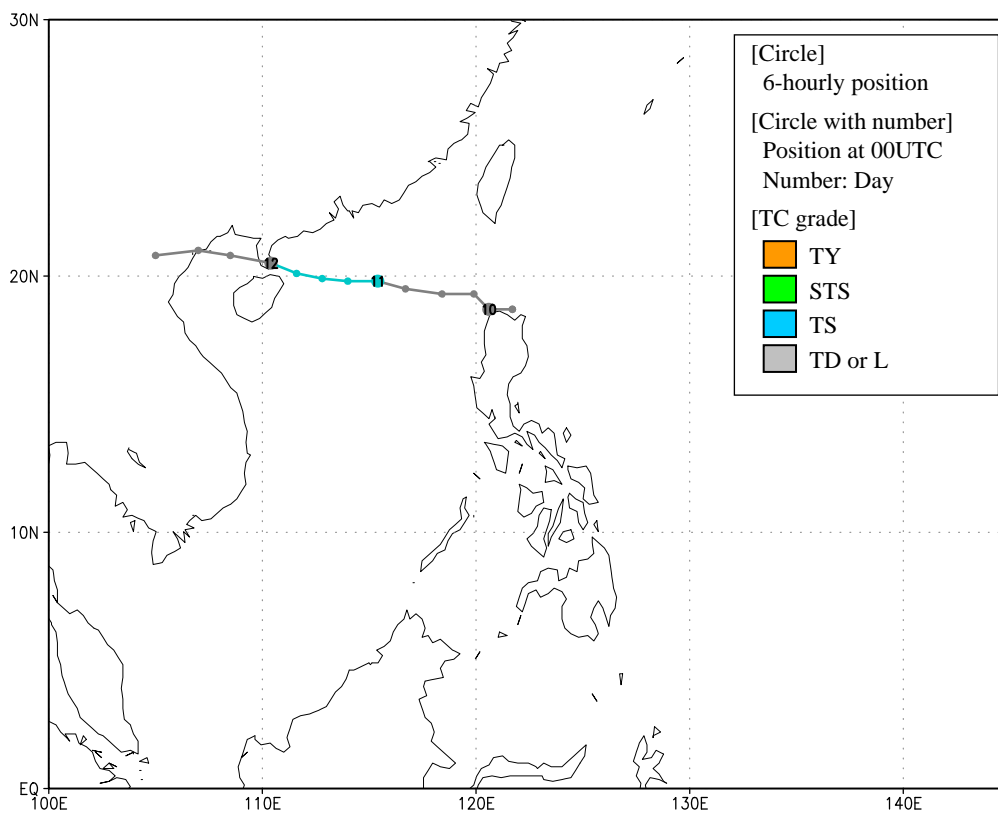 30N
[Circle]
6-hourly position
[Circle with number]
Position at 00UTC
Number: Day
[TC grade]
TY
STS
TS
TD or L
12
20N
11
10
10N
EQ
100E
110E
120E
130E
140E